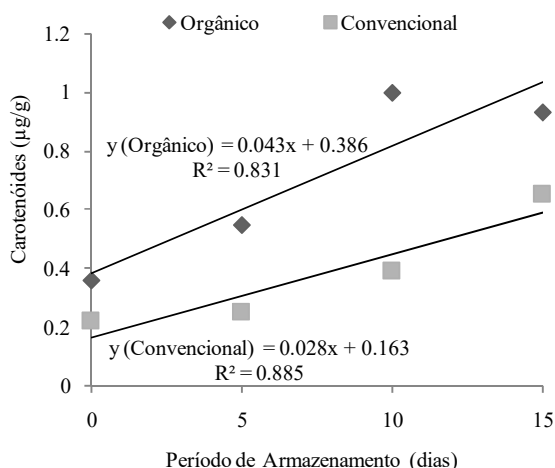 Orgânico Convencional
1.2
1
0.8
0.6
0.4
0.2
0
Carotenóides (µg/g)
y (Orgânico) = 0.043x + 0.386
R² = 0.831
y (Convencional) = 0.028x + 0.163
R² = 0.885
0 5 10 15
Período de Armazenamento (dias)